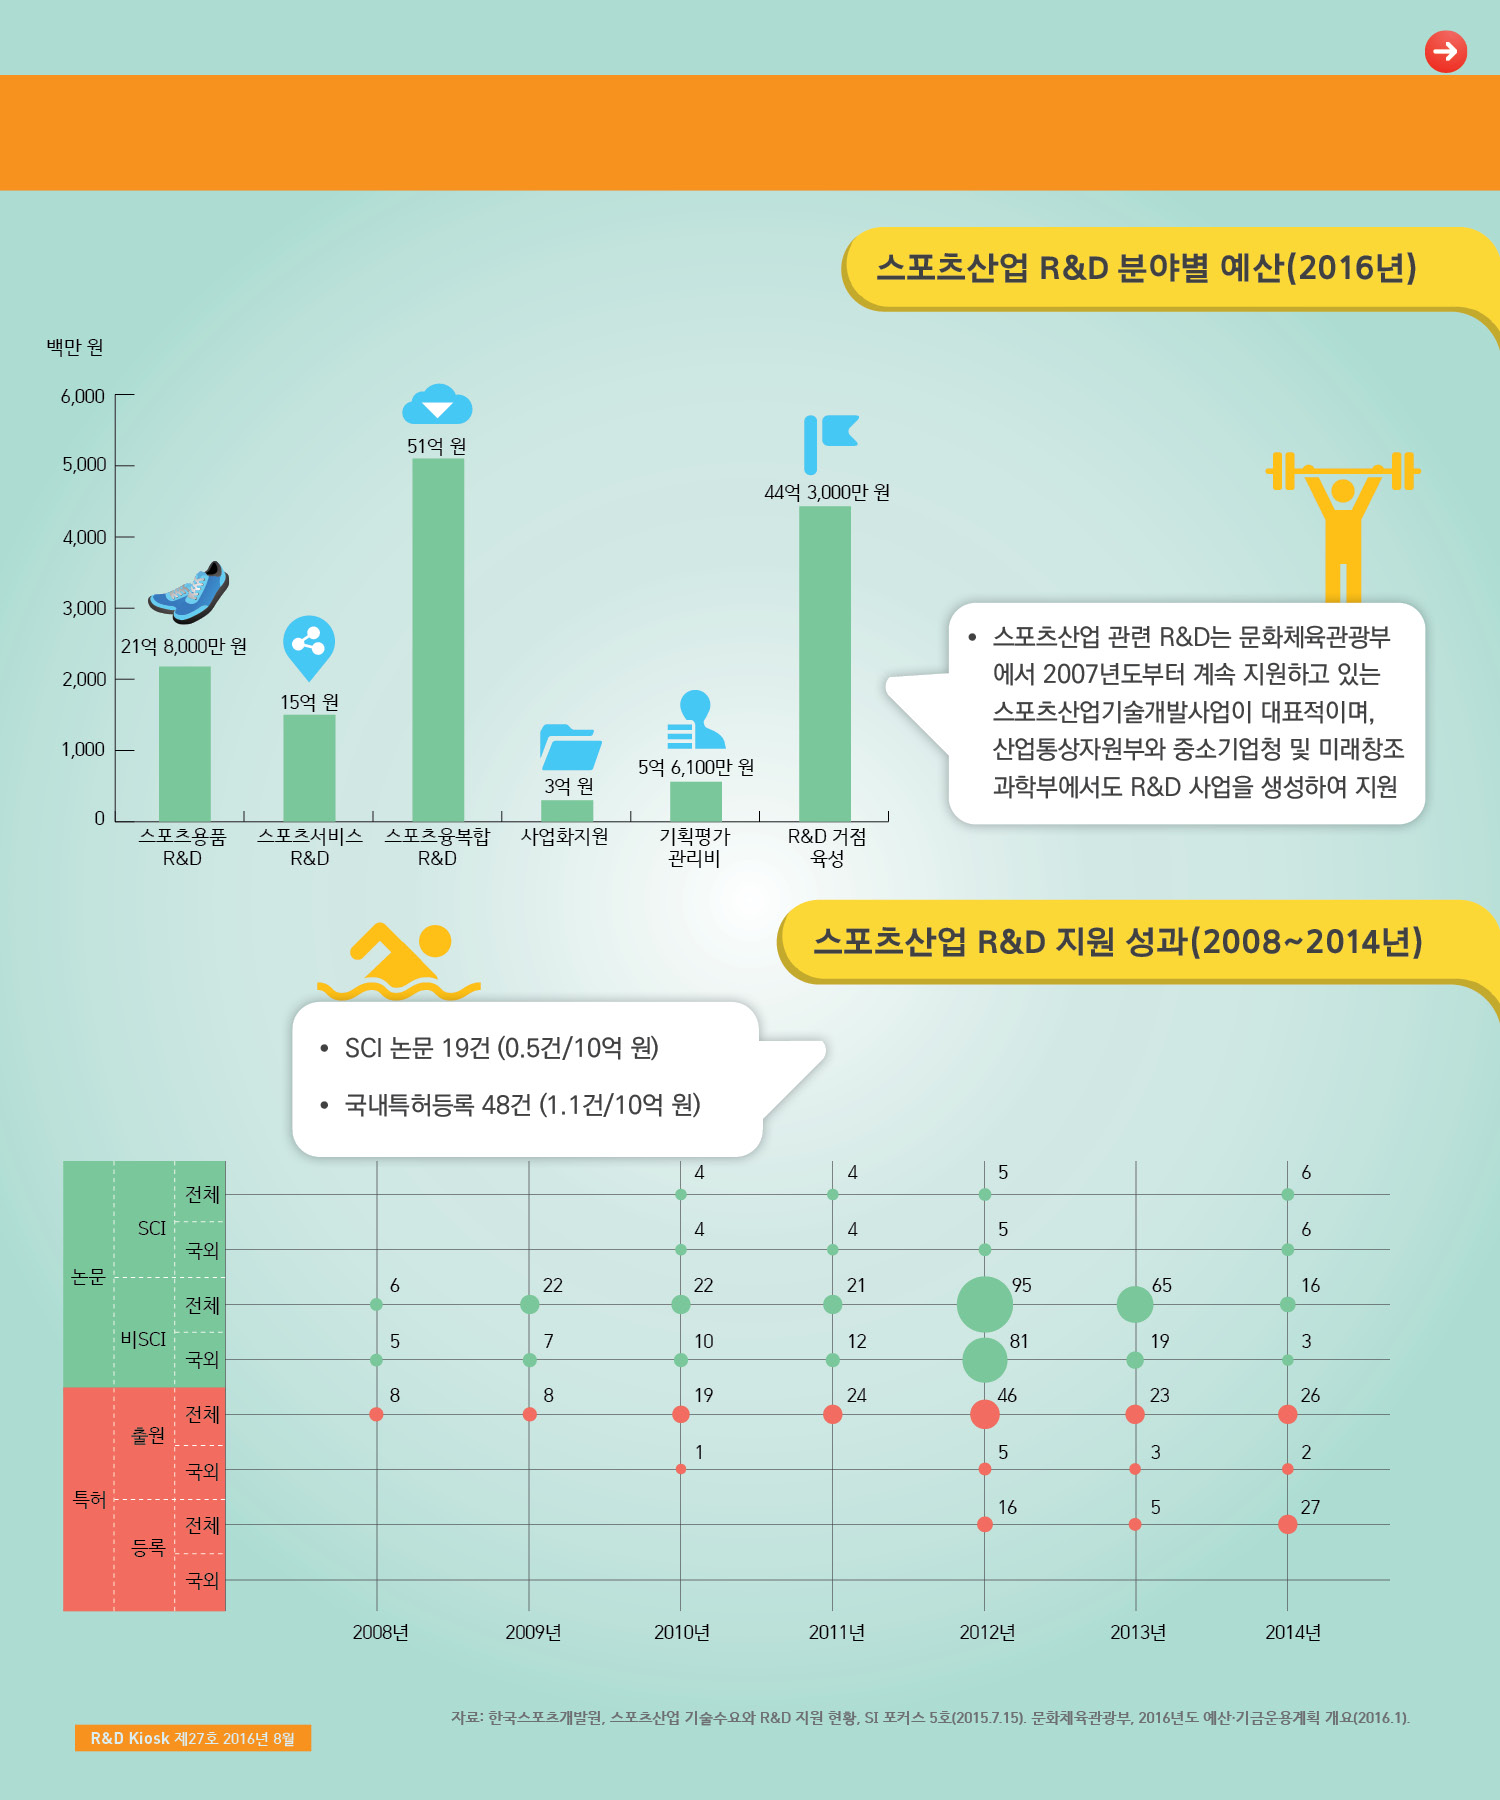 스포츠산업 R&D 분야별 예산(2016년)
백만 원
6,000
5,000
4,000
3,000
2,000
1,000
0
21억 8,000만 원
15억 원
51억 원
3억 원
5억 6,100만 원
44억 3,000만 원
스포츠용품
R&D
스포츠서비스
R&D
스포츠융복합
R&D
사업화지원
기획평가
관리비
R&D 거점
육성
• 스포츠산업 관련 R&D는 문화체육관광부
에서 2007년도부터 계속 지원하고 있는
스포츠산업기술개발사업이 대표적이며,
산업통상자원부와 중소기업청 및 미래창조
과학부에서도 R&D 사업을 생성하여 지원
스포츠산업 R&D 지원 성과(2008~2014년)
• SCI 논문 19건 (0.5건/10억 원)
• 국내특허등록 48건 (1.1건/10억 원)
논문
SCI
전체 4 4 5 6
국외 4 4 5 6
비SCI
전체 6 22 22 21 95 65 16
국외 5 7 10 12 81 19 3
특허
출원
전체 8 8 19 24 46 23 26
국외 1 5 3 2
등록
전체 16 5 27
국외
2008년 2009년 2010년 2011년 2012년 2013년 2014년
자료: 한국스포츠개발원, 스포츠산업 기술수요와 R&D 지원 현황, SI 포커스 5호(2015.7.15). 문화체육관광부, 2016년도 예산·기금운용계획 개요(2016.1).
R&D Kiosk 제27호 2016년 8월